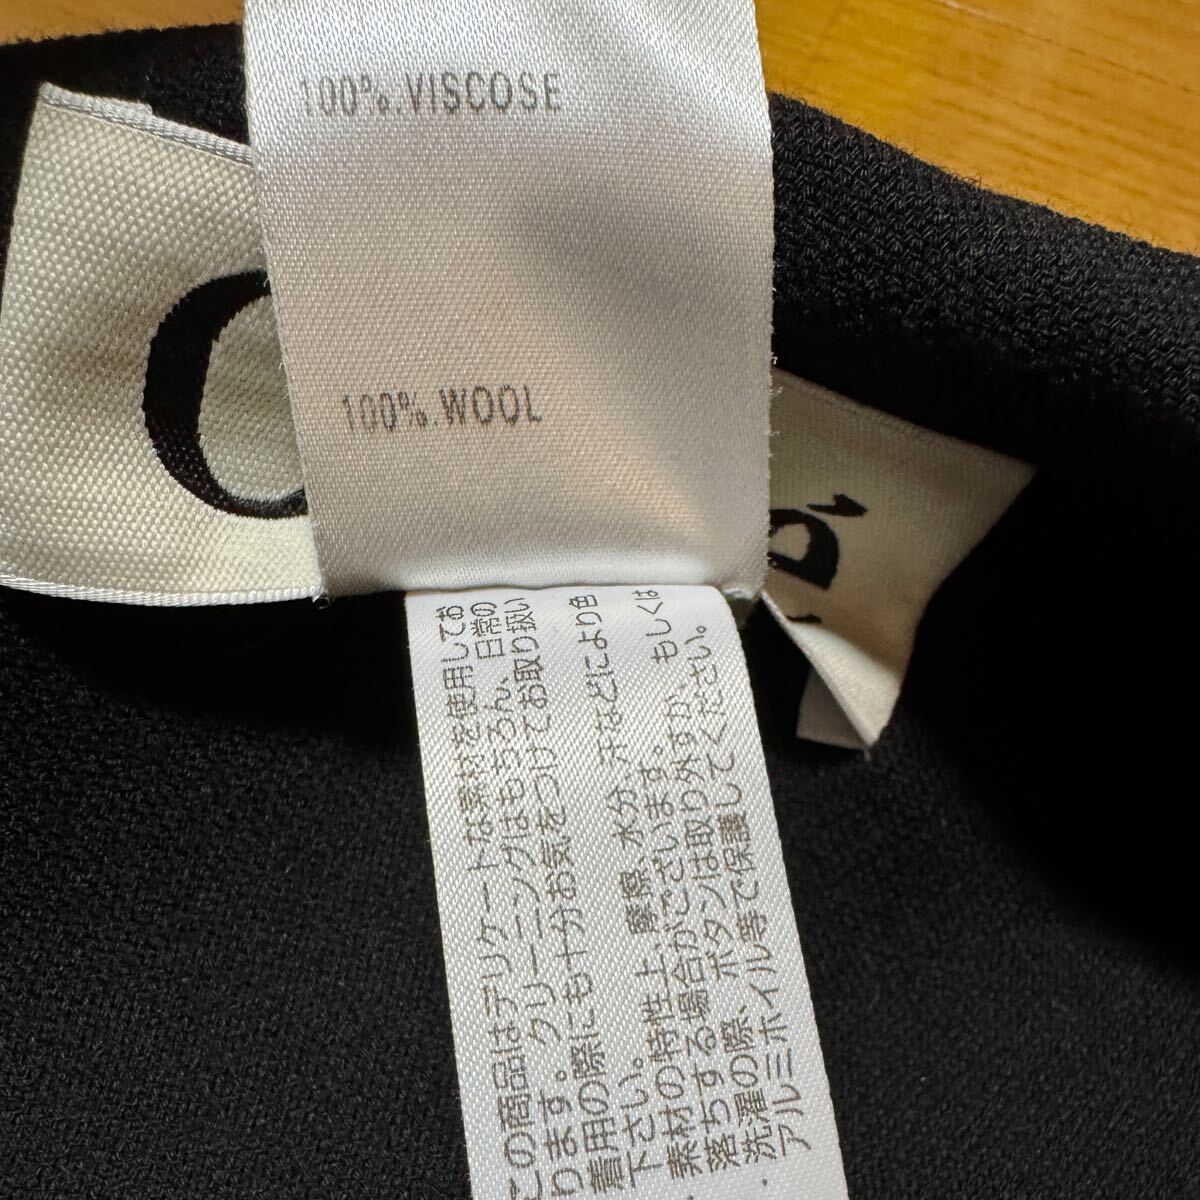 100%.VISCOSE
100%.WOOL
この商品はデリケートな素材を使用してお
ります。 クリーニングはもちろん、 日常の
着用の際にも十分お気をつけてお取り扱い
下さい。
素材の特性上、摩擦、水分、汗などにより色
落ちする場合がございます。
洗濯の際、 ボタンは取り外すか、 もしくは
アルミホイル等で保護してください。